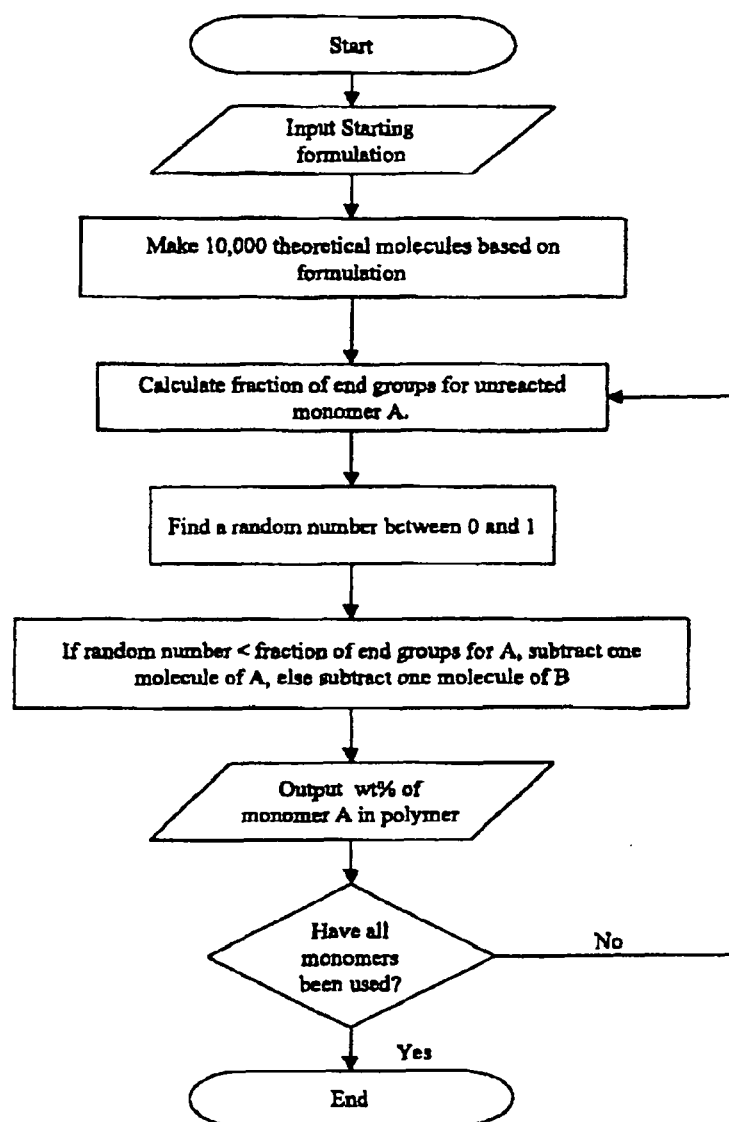 Start
Input Starting
formulation
Make 10,000 theoretical molecules based on
formulation
Calculate fraction of end groups for unreacted
monomer A.
Find a random number between 0 and 1
If random number < fraction of end groups for A, subtract one
molecule of A, else subtract one molecule of B
Output wt% of
monomer A in polymer
Have all
monomers
been used?
No
Yes
End